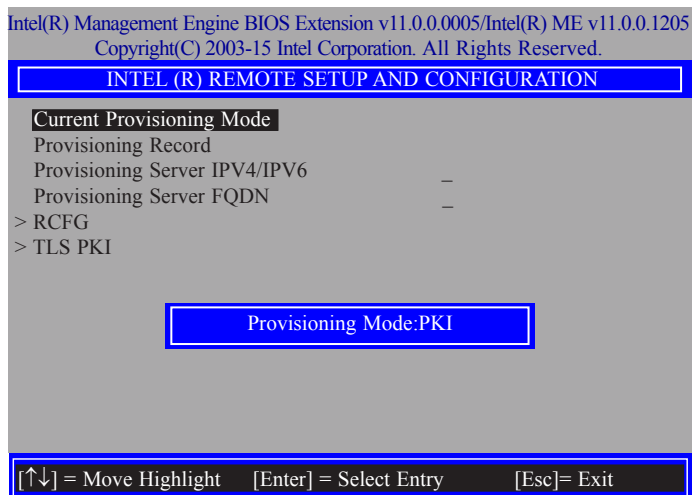 Intel(R) Management Engine BIOS Extension v11.0.0.0005/Intel(R) ME v11.0.0.1205
Copyright(C) 2003-15 Intel Corporation. All Rights Reserved.
INTEL (R) REMOTE SETUP AND CONFIGURATION
Current Provisioning Mode
Provisioning Record
Provisioning Server IPV4/IPV6 _
Provisioning Server FQDN _
> RCFG
> TLS PKI
Provisioning Mode:PKI
[↑↓] = Move Highlight [Enter] = Select Entry [Esc]= Exit